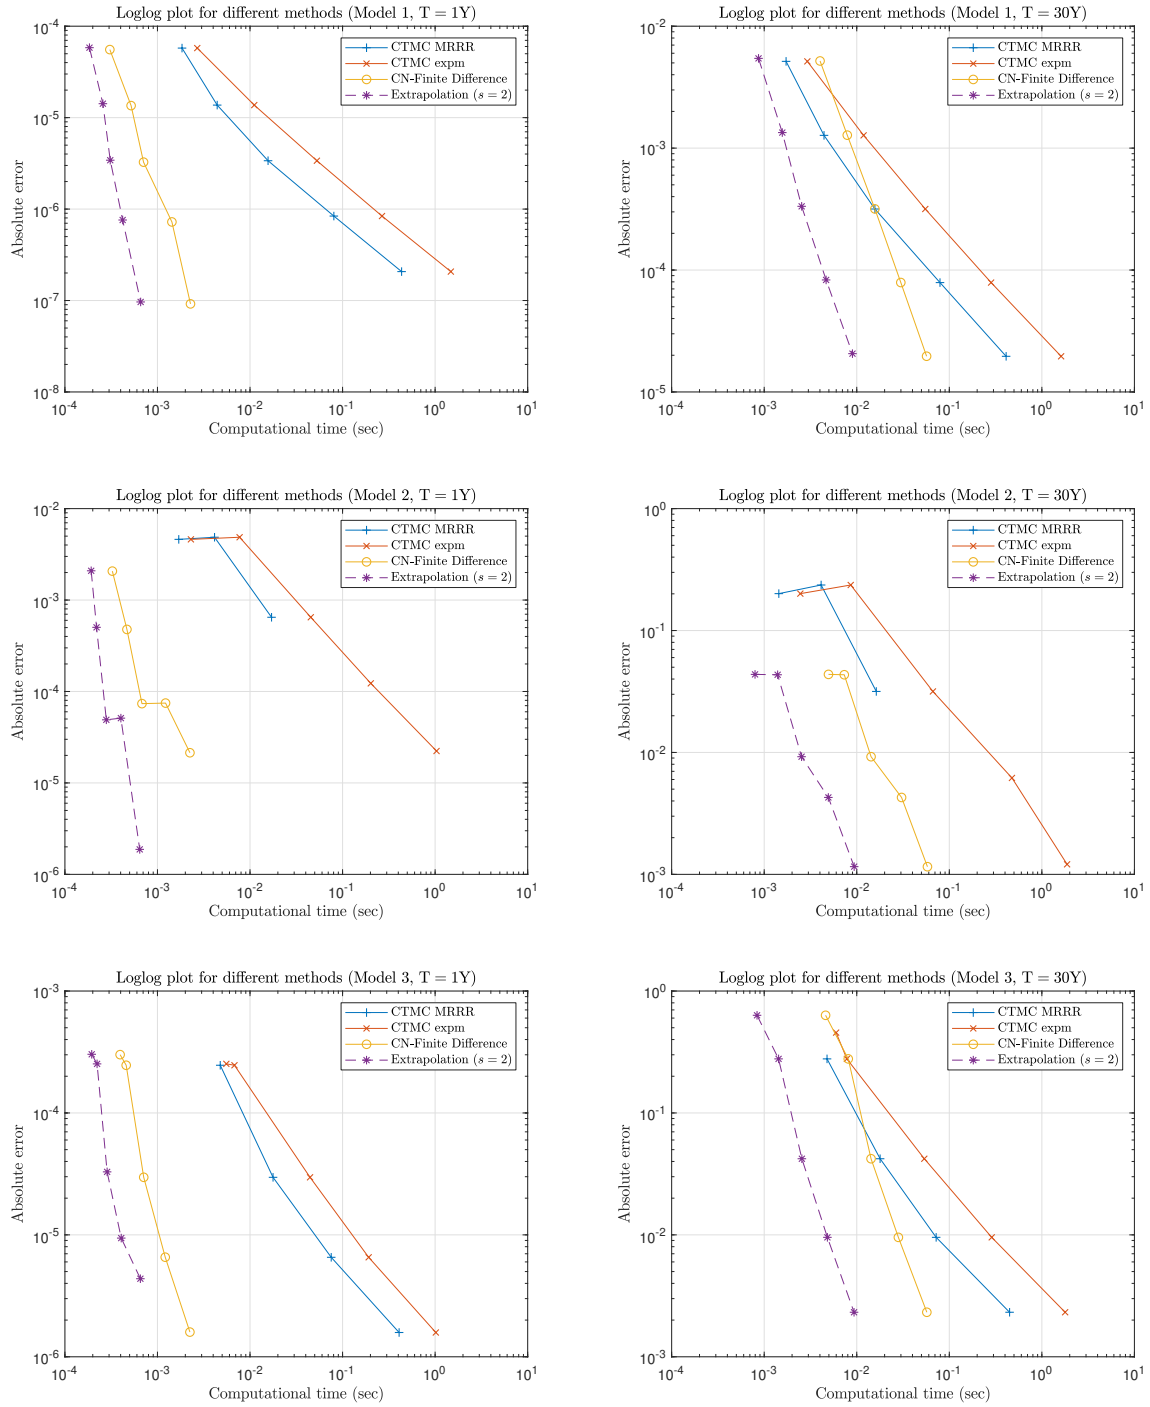 Loglog plot for different methods (Model 1, T = 1Y)
CTMC MRRR
CTMC expm
CN-Finite Difference
Extrapolation (s = 2)
Absolute error
10^-4
10^-5
10^-6
10^-7
10^-8
10^-4 10^-3 10^-2 10^-1 10^0 10^1
Computational time (sec)
Loglog plot for different methods (Model 1, T = 30Y)
CTMC MRRR
CTMC expm
CN-Finite Difference
Extrapolation (s = 2)
Absolute error
10^-2
10^-3
10^-4
10^-5
10^-4 10^-3 10^-2 10^-1 10^0 10^1
Computational time (sec)
Loglog plot for different methods (Model 2, T = 1Y)
CTMC MRRR
CTMC expm
CN-Finite Difference
Extrapolation (s = 2)
Absolute error
10^-2
10^-3
10^-4
10^-5
10^-6
10^-4 10^-3 10^-2 10^-1 10^0 10^1
Computational time (sec)
Loglog plot for different methods (Model 2, T = 30Y)
CTMC MRRR
CTMC expm
CN-Finite Difference
Extrapolation (s = 2)
Absolute error
10^0
10^-1
10^-2
10^-3
10^-4 10^-3 10^-2 10^-1 10^0 10^1
Computational time (sec)
Loglog plot for different methods (Model 3, T = 1Y)
CTMC MRRR
CTMC expm
CN-Finite Difference
Extrapolation (s = 2)
Absolute error
10^-3
10^-4
10^-5
10^-6
10^-4 10^-3 10^-2 10^-1 10^0 10^1
Computational time (sec)
Loglog plot for different methods (Model 3, T = 30Y)
CTMC MRRR
CTMC expm
CN-Finite Difference
Extrapolation (s = 2)
Absolute error
10^0
10^-1
10^-2
10^-3
10^-4 10^-3 10^-2 10^-1 10^0 10^1
Computational time (sec)